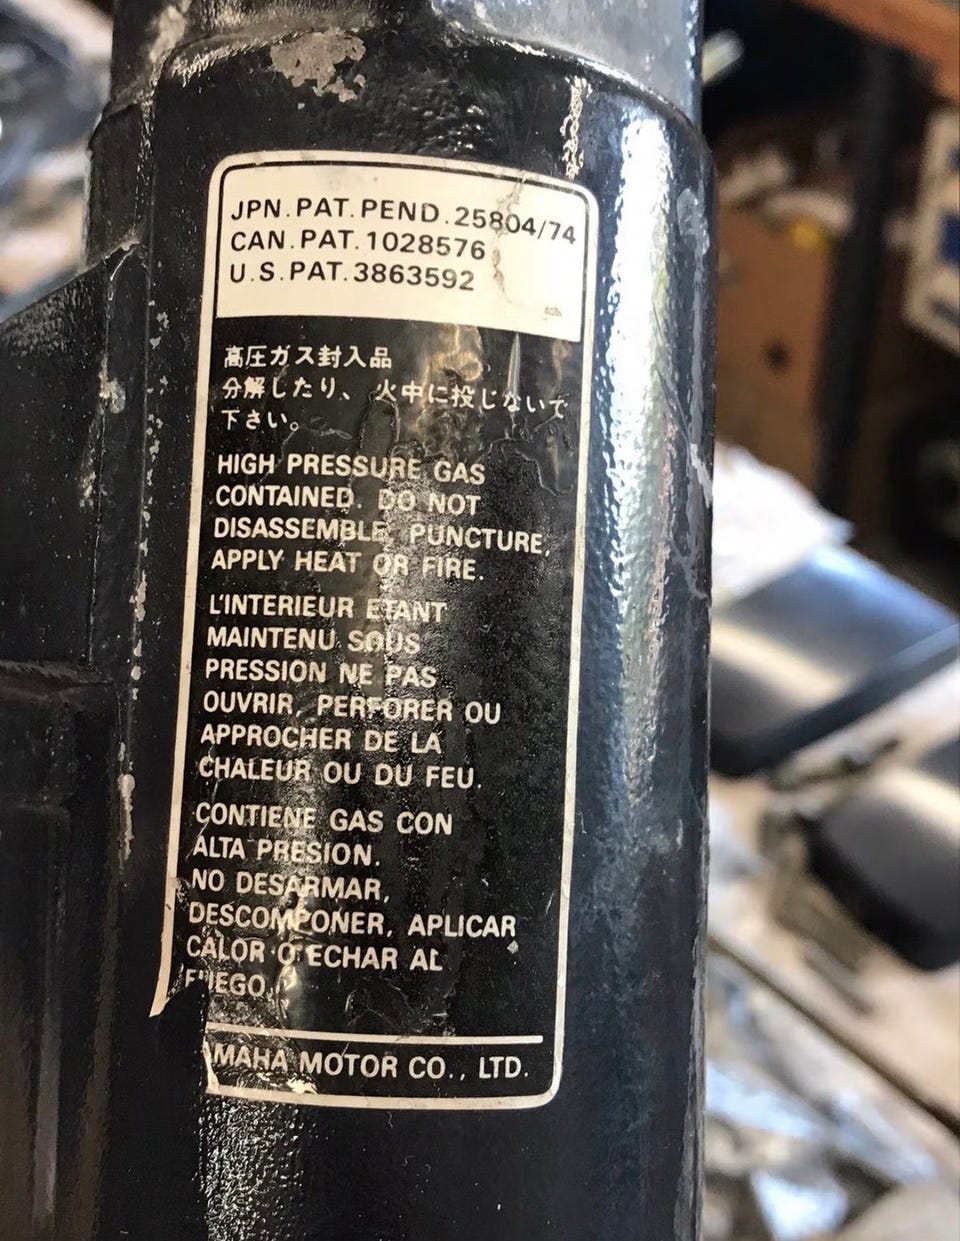 JPN.PAT.PEND.25804/74
CAN.PAT.1028576
U.S.PAT.3863592
高圧ガス封入品
分解したり、火中に投じないで
下さい。
HIGH PRESSURE GAS
CONTAINED. DO NOT
DISASSEMBLE, PUNCTURE,
APPLY HEAT OR FIRE.
L'INTERIEUR ETANT
MAINTENU SOUS
PRESSION NE PAS
OUVRIR, PERFORER OU
APPROCHER DE LA
CHALEUR OU DU FEU.
CONTIENE GAS CON
ALTA PRESION.
NO DESARMAR,
DESCOMPONER, APLICAR
CALOR O ECHAR AL
FUEGO.
AMAHA MOTOR CO., LTD.